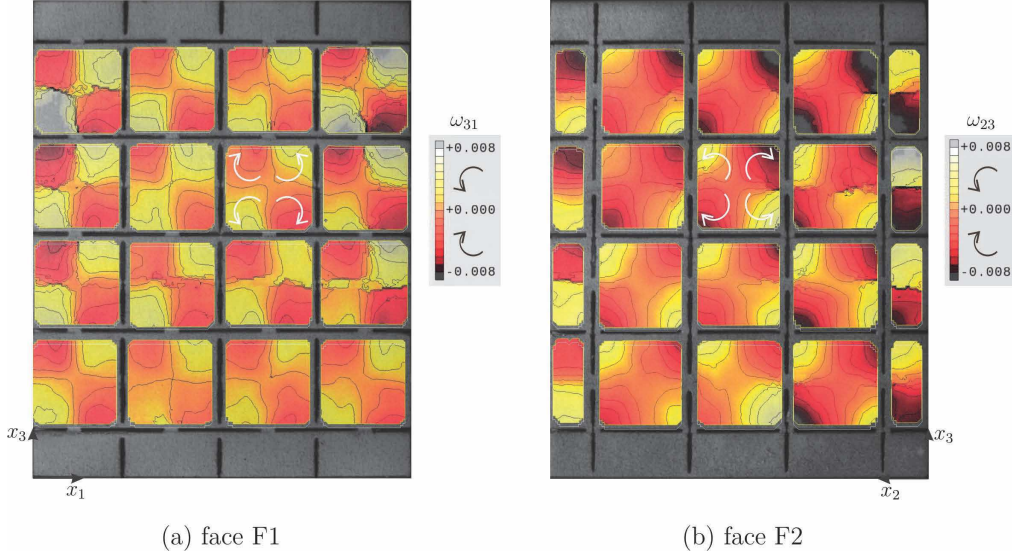 ω₃₁
+0.008
+0.000
-0.008
x₃
x₁
(a) face F1
ω₂₃
+0.008
+0.000
-0.008
x₃
x₂
(b) face F2